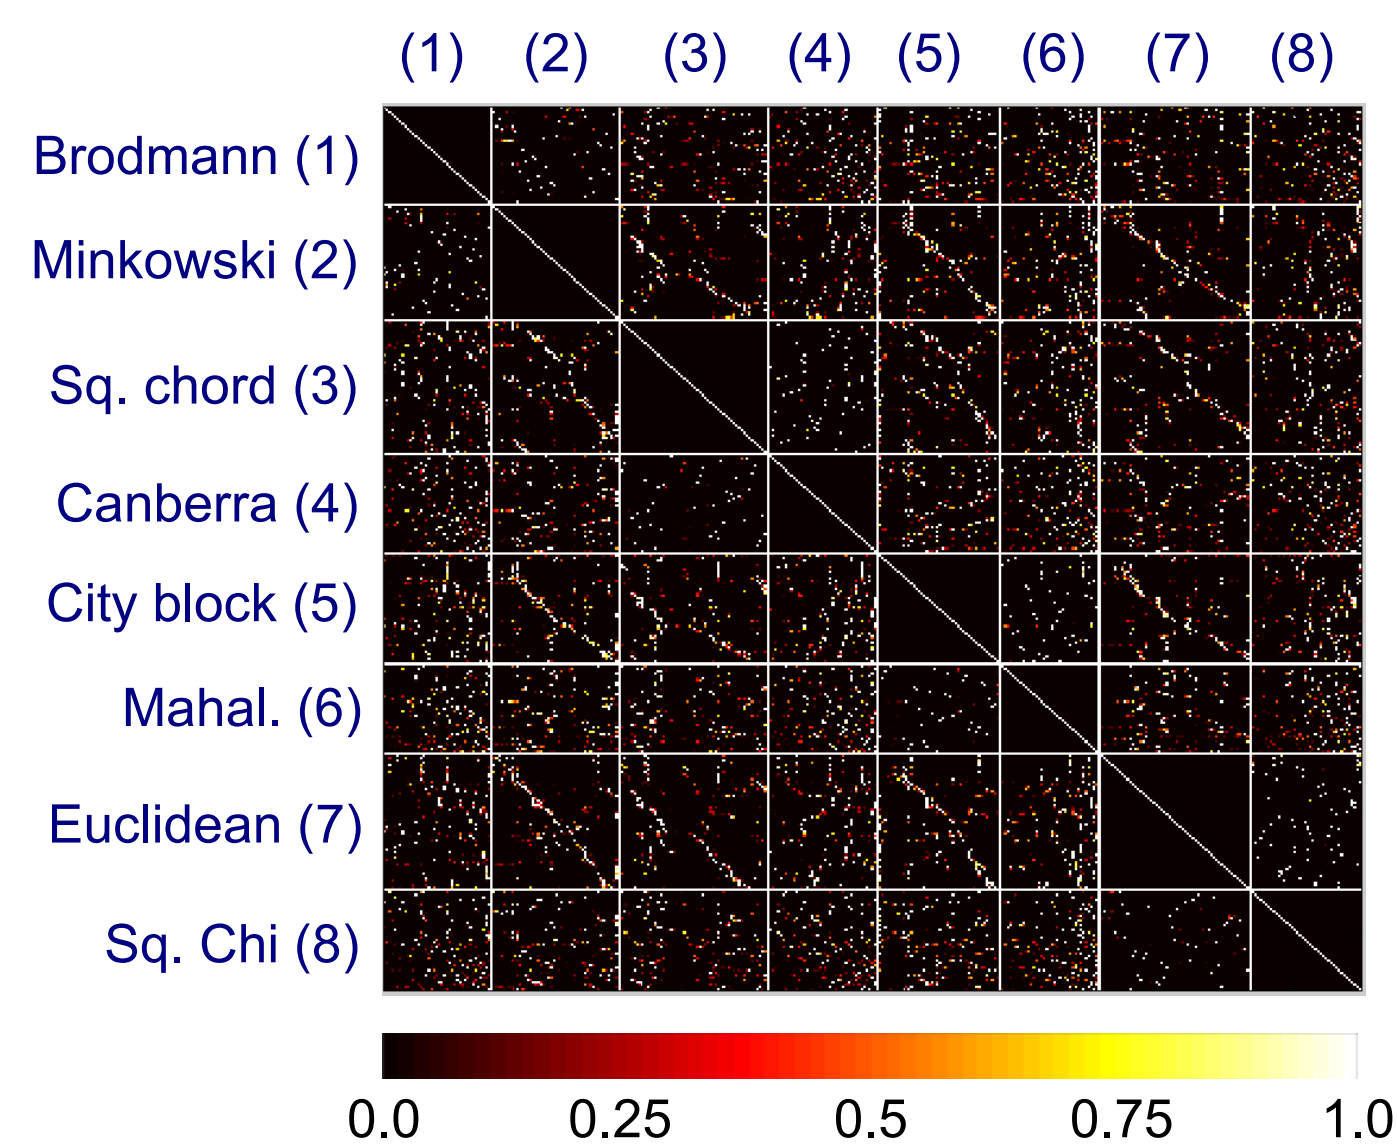 (1) (2) (3) (4) (5) (6) (7) (8)
Brodmann (1)
Minkowski (2)
Sq. chord (3)
Canberra (4)
City block (5)
Mahal. (6)
Euclidean (7)
Sq. Chi (8)
0.0 0.25 0.5 0.75 1.0